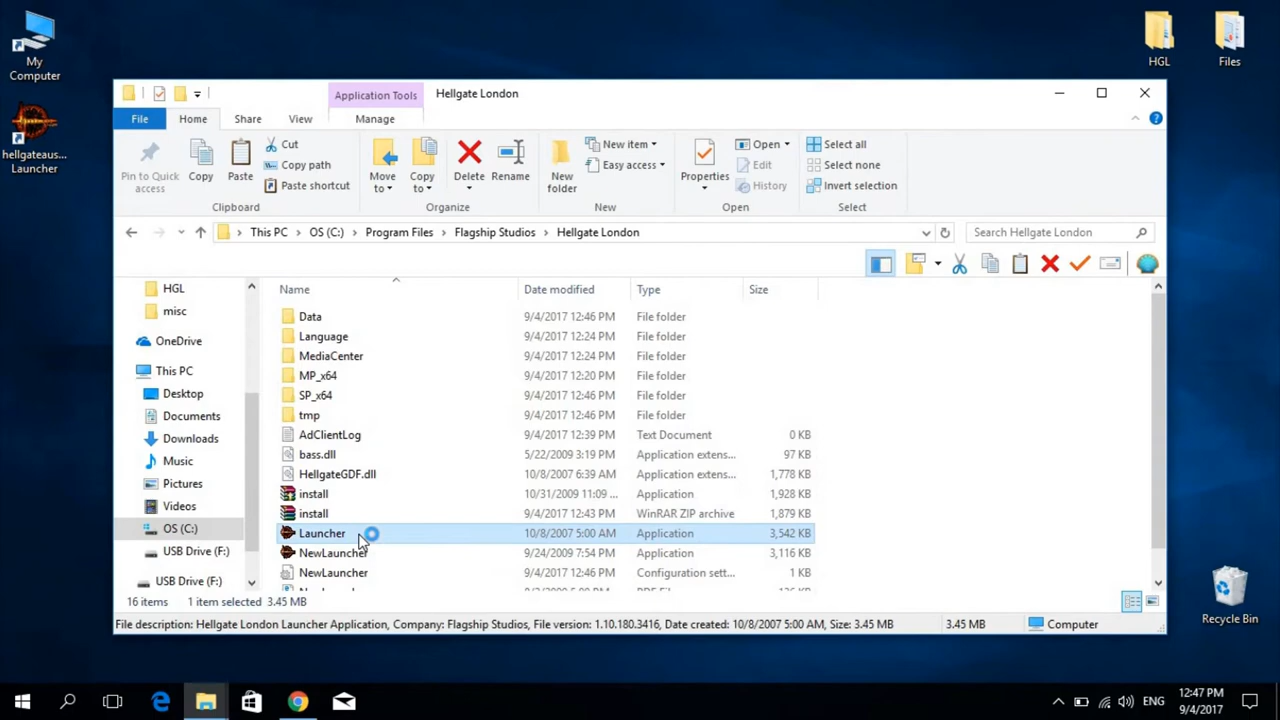 My
Computer
hellgateaus...
Launcher
HGL
Files
Recycle Bin
Application Tools
Hellgate London
File
Home
Share
View
Manage
Pin to Quick
access
Copy
Paste
Cut
Copy path
Paste shortcut
Clipboard
Move
to
Copy
to
Delete
Rename
Organize
New
folder
New item
Easy access
New
Properties
Open
Edit
History
Open
Select all
Select none
Invert selection
Select
This PC
OS (C:)
Program Files
Flagship Studios
Hellgate London
Search Hellgate London
HGL
misc
OneDrive
This PC
Desktop
Documents
Downloads
Music
Pictures
Videos
OS (C:)
USB Drive (F:)
USB Drive (F:)
Name Date modified Type Size
Data 9/4/2017 12:46 PM File folder
Language 9/4/2017 12:24 PM File folder
MediaCenter 9/4/2017 12:24 PM File folder
MP_x64 9/4/2017 12:20 PM File folder
SP_x64 9/4/2017 12:46 PM File folder
tmp 9/4/2017 12:46 PM File folder
AdClientLog 9/4/2017 12:39 PM Text Document 0 KB
bass.dll 5/22/2009 3:19 PM Application extens... 97 KB
HellgateGDF.dll 10/8/2007 6:39 AM Application extens... 1,778 KB
install 10/31/2009 11:09 ... Application 1,928 KB
install 9/4/2017 12:43 PM WinRAR ZIP archive 1,879 KB
Launcher 10/8/2007 5:00 AM Application 3,542 KB
NewLauncher 9/24/2009 7:54 PM Application 3,116 KB
NewLauncher 9/4/2017 12:46 PM Configuration sett... 1 KB
16 items 1 item selected 3.45 MB
File description: Hellgate London Launcher Application, Company: Flagship Studios, File version: 1.10.180.3416, Date created: 10/8/2007 5:00 AM, Size: 3.45 MB 3.45 MB Computer
ENG
12:47 PM
9/4/2017